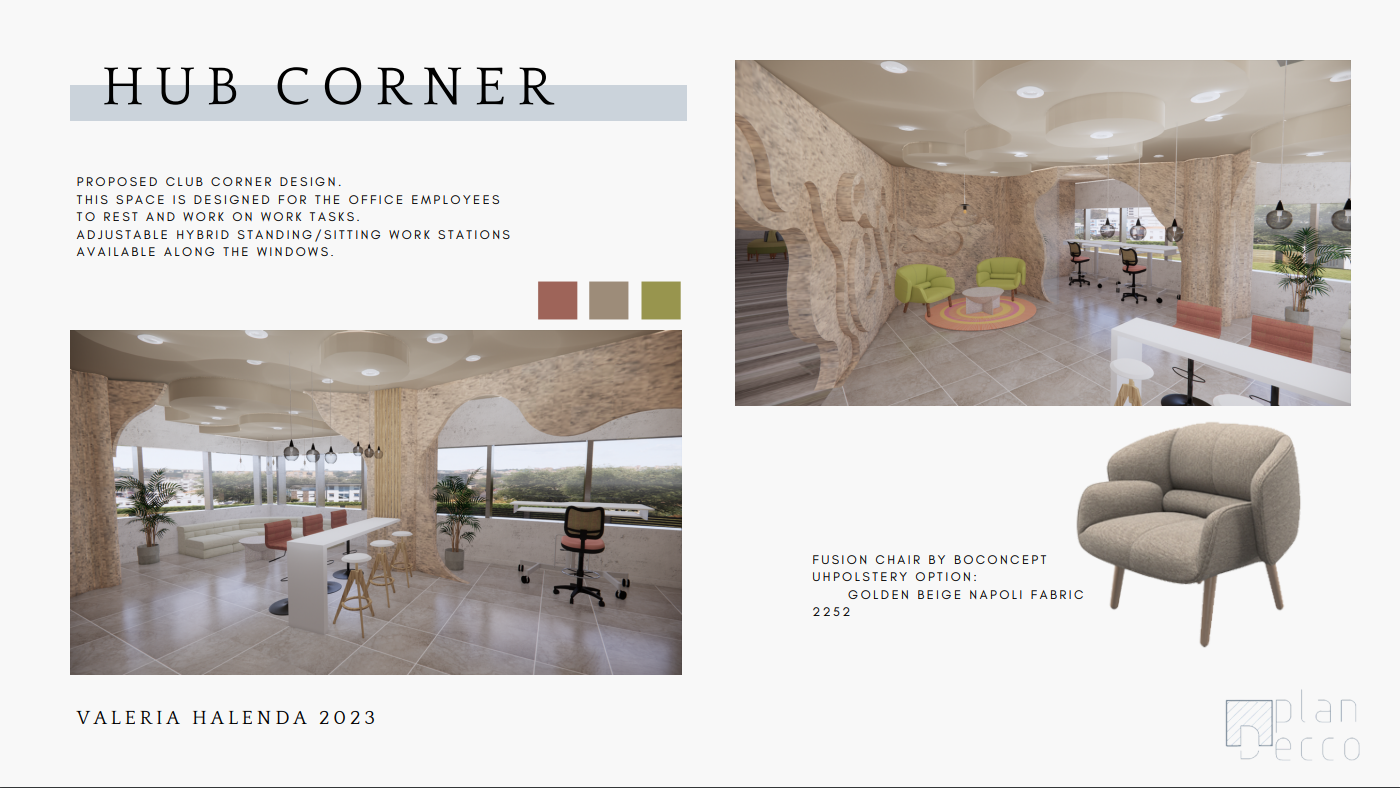 HUB CORNER
PROPOSED CLUB CORNER DESIGN.
THIS SPACE IS DESIGNED FOR THE OFFICE EMPLOYEES
TO REST AND WORK ON WORK TASKS.
ADJUSTABLE HYBRID STANDING/SITTING WORK STATIONS
AVAILABLE ALONG THE WINDOWS.
FUSION CHAIR BY BOCONCEPT
UHPOLSTERY OPTION:
GOLDEN BEIGE NAPOLI FABRIC
2252
VALERIA HALENDA 2023
plan
Decco